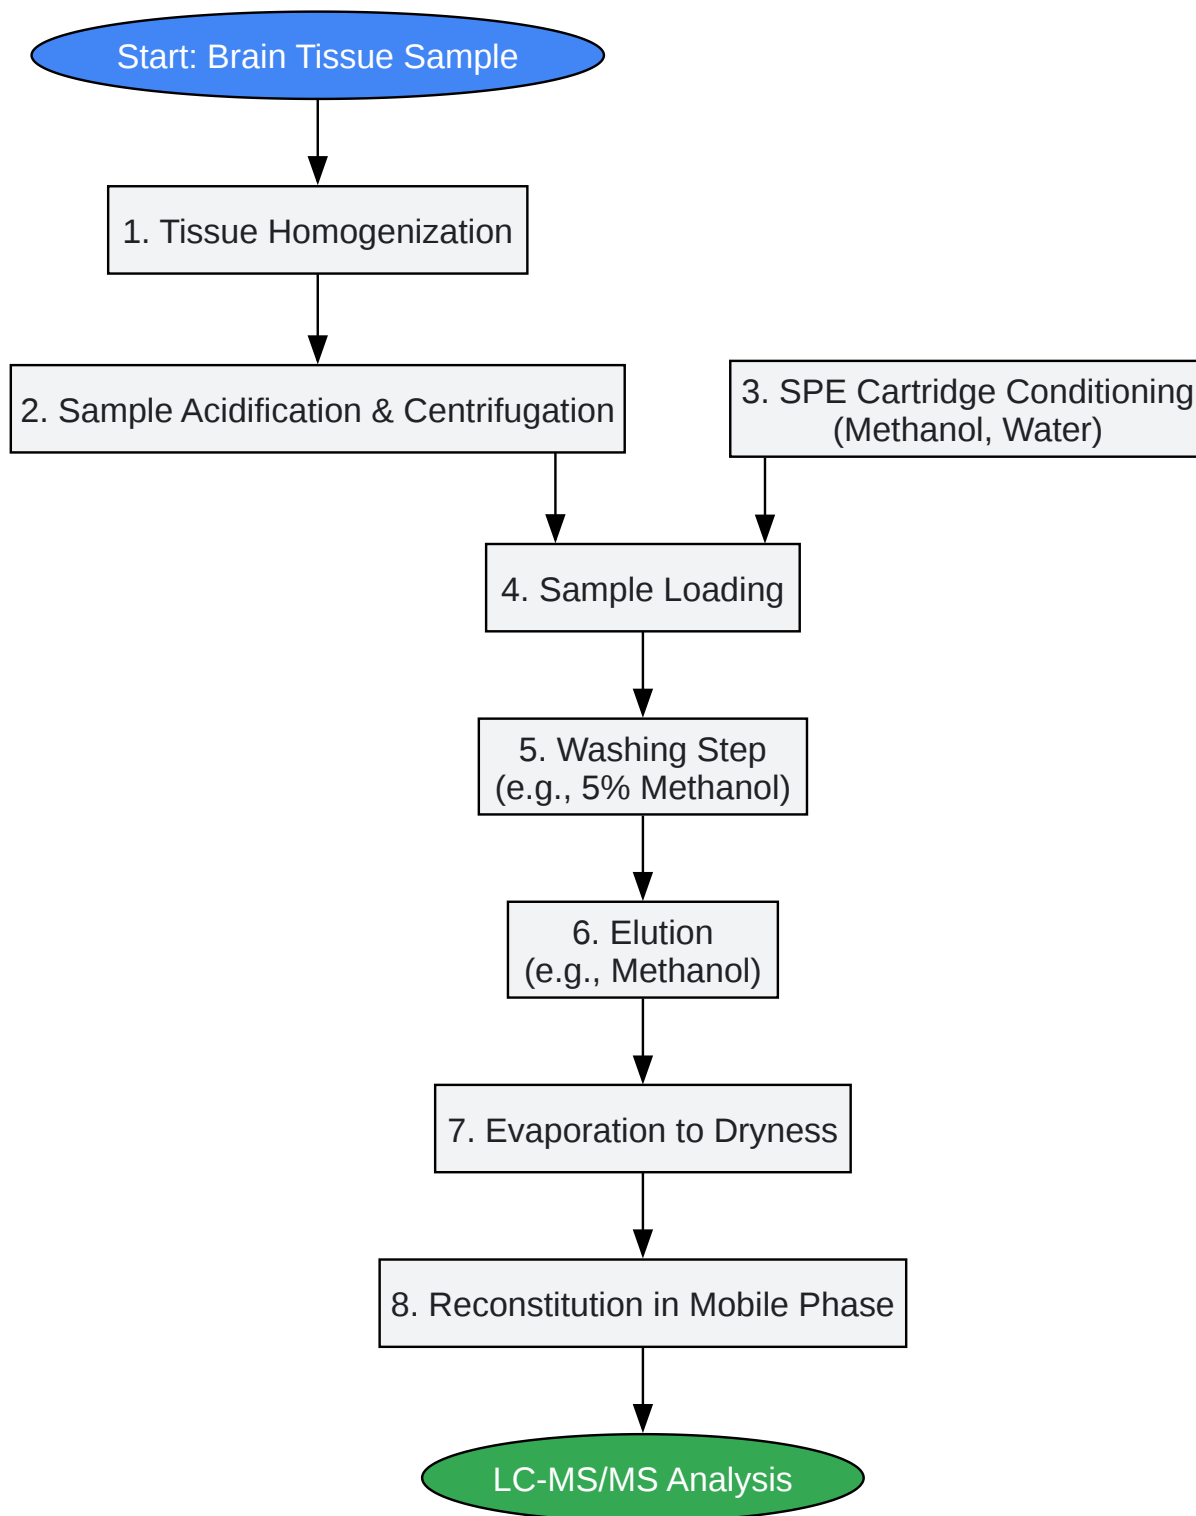 Start: Brain Tissue Sample
1. Tissue Homogenization
2. Sample Acidification & Centrifugation
3. SPE Cartridge Conditioning
(Methanol, Water)
4. Sample Loading
5. Washing Step
(e.g., 5% Methanol)
6. Elution
(e.g., Methanol)
7. Evaporation to Dryness
8. Reconstitution in Mobile Phase
LC-MS/MS Analysis